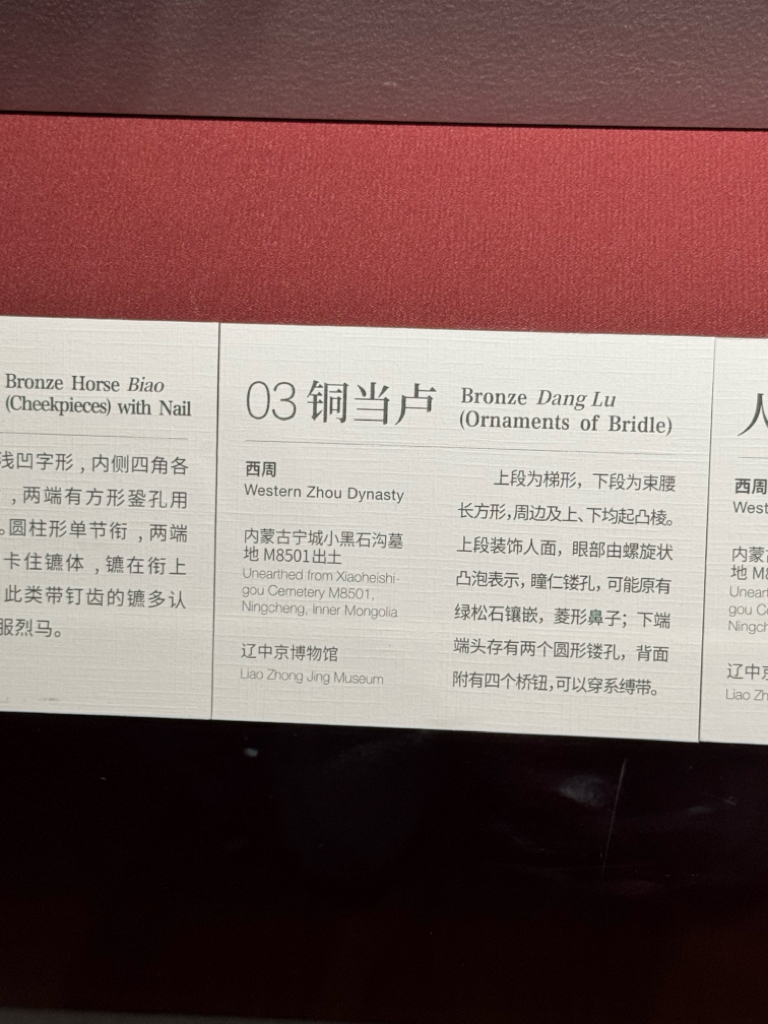 Bronze Horse Biao
(Cheekpieces) with Nail
浅凹字形，内侧四角各
，两端有方形銎孔用
。圆柱形单节衔，两端
卡住镳体，镳在衔上
此类带钉齿的镳多认
服烈马。
03 铜当卢
Bronze Dang Lu
(Ornaments of Bridle)
西周
Western Zhou Dynasty
内蒙古宁城小黑石沟墓
地 M8501出土
Unearthed from Xiaoheishi-
gou Cemetery M8501,
Ningcheng, Inner Mongolia
辽中京博物馆
Liao Zhong Jing Museum
上段为梯形，下段为束腰
长方形，周边及上、下均起凸棱。
上段装饰人面，眼部由螺旋状
凸泡表示，瞳仁镂孔，可能原有
绿松石镶嵌，菱形鼻子；下端
端头存有两个圆形镂孔，背面
附有四个桥钮，可以穿系缚带。
人
西周
West
内蒙古
地 M8
Unear
gou C
Ningch
辽中京
Liao Zh